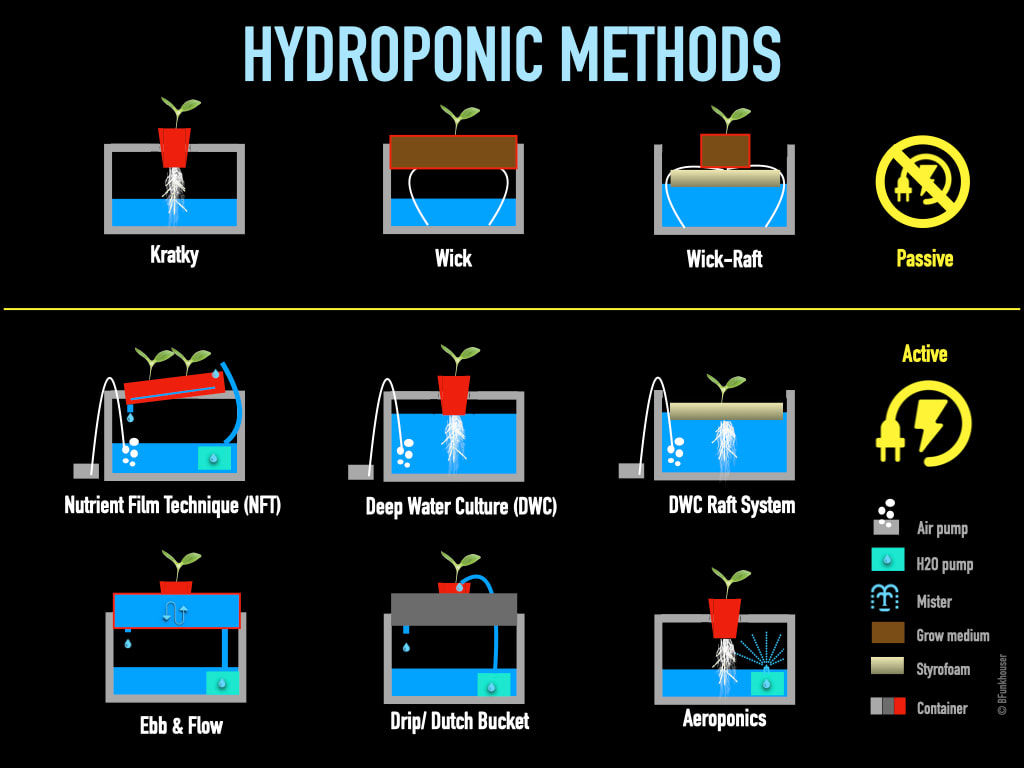 HYDROPONIC METHODS
Kratky
Wick
Wick-Raft
Passive
Active
Nutrient Film Technique (NFT)
Deep Water Culture (DWC)
DWC Raft System
Air pump
H2O pump
Mister
Grow medium
Styrofoam
Container
Ebb & Flow
Drip/ Dutch Bucket
Aeroponics
© BFunkhouser